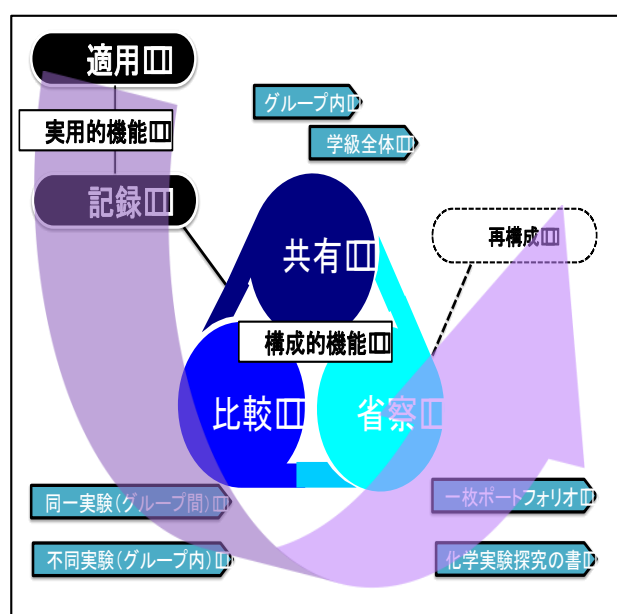 適用
グループ内
実用的機能
学級全体
記録
再構成
共有
構成的機能
比較
省察
同一実験(グループ間)
一枚ポートフォリオ
不同実験(グループ内)
化学実験探究の書